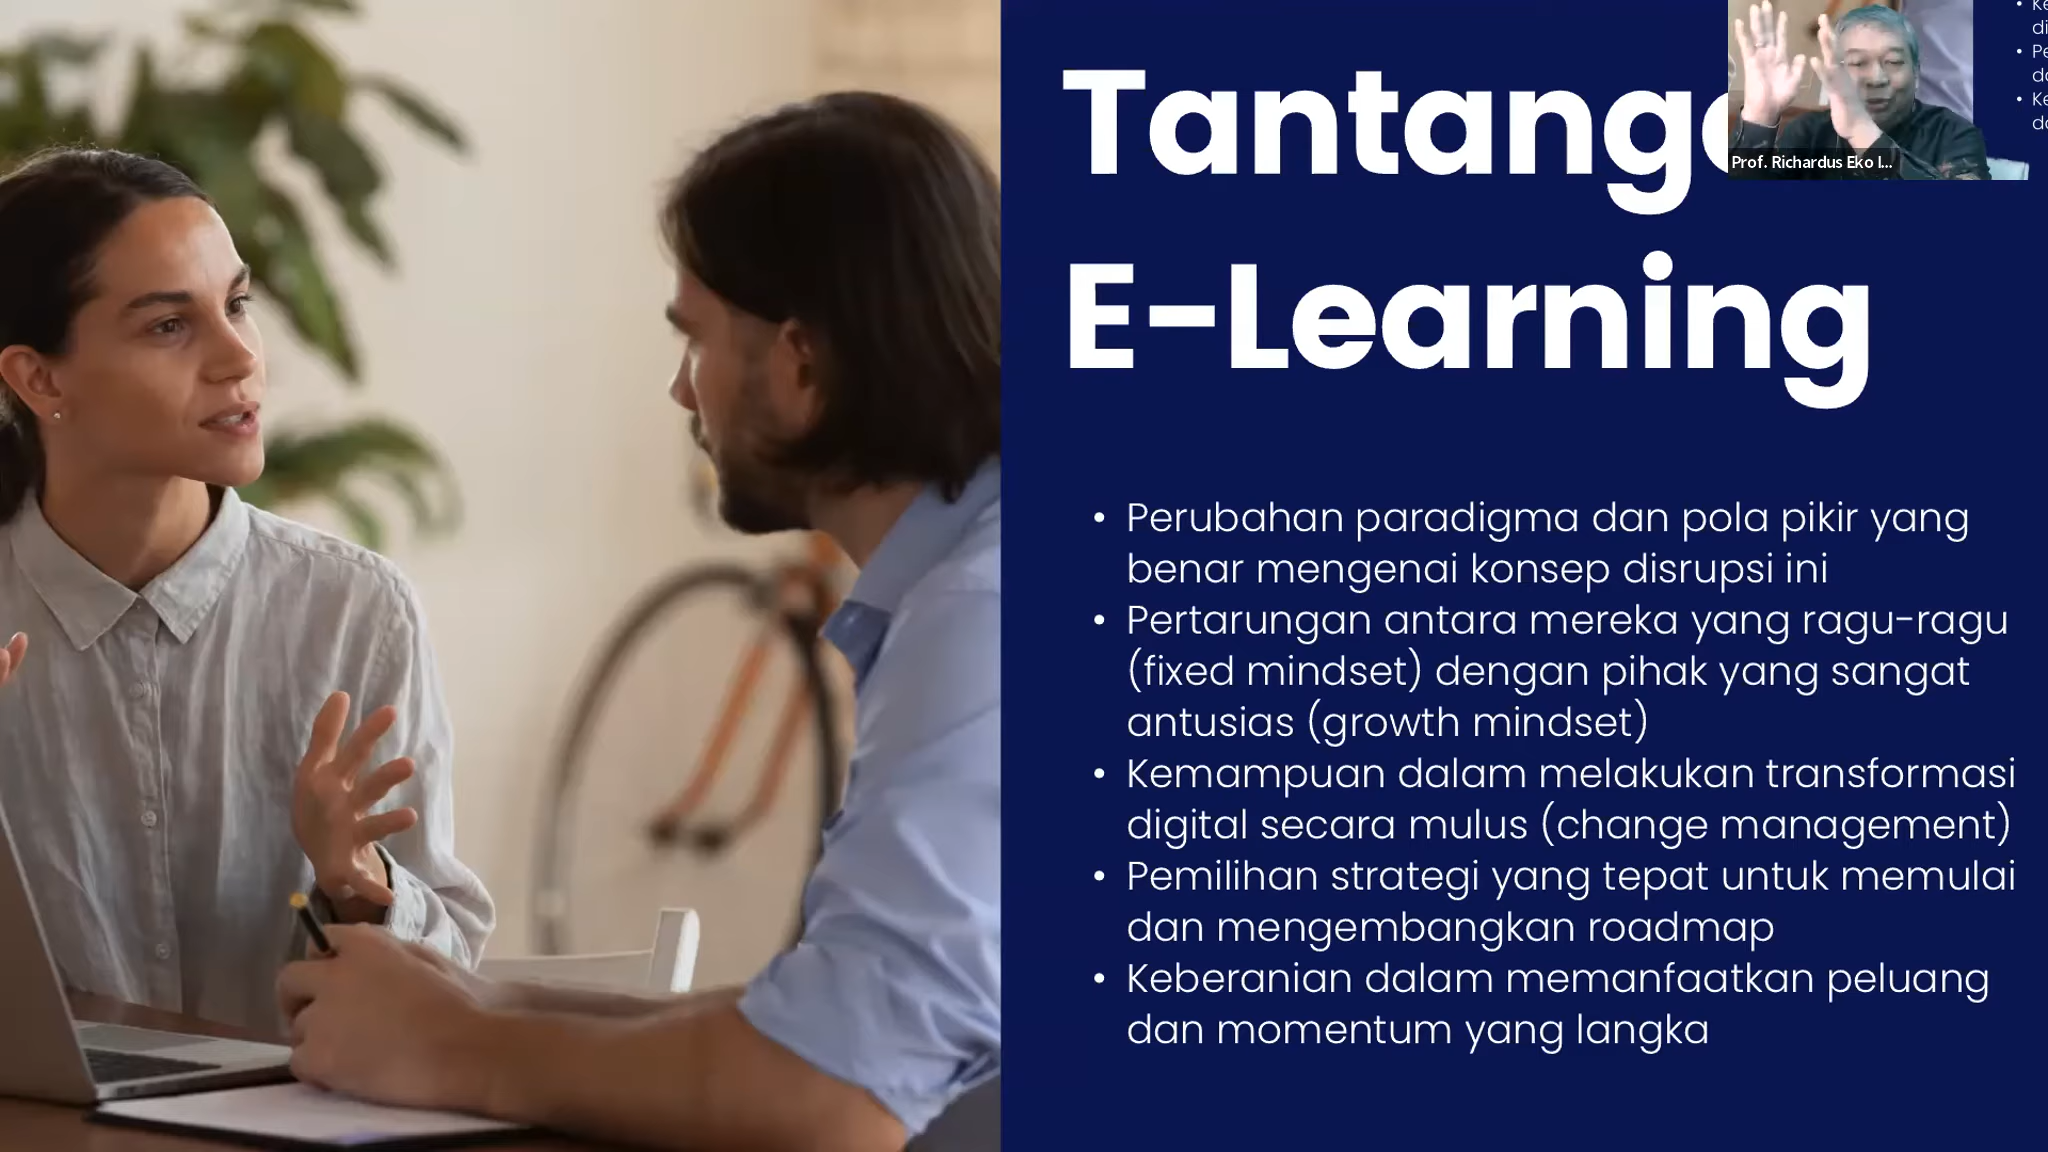 Tantang
E-Learning
Prof. Richardus Eko I...
• Perubahan paradigma dan pola pikir yang
benar mengenai konsep disrupsi ini
• Pertarungan antara mereka yang ragu-ragu
(fixed mindset) dengan pihak yang sangat
antusias (growth mindset)
• Kemampuan dalam melakukan transformasi
digital secara mulus (change management)
• Pemilihan strategi yang tepat untuk memulai
dan mengembangkan roadmap
• Keberanian dalam memanfaatkan peluang
dan momentum yang langka